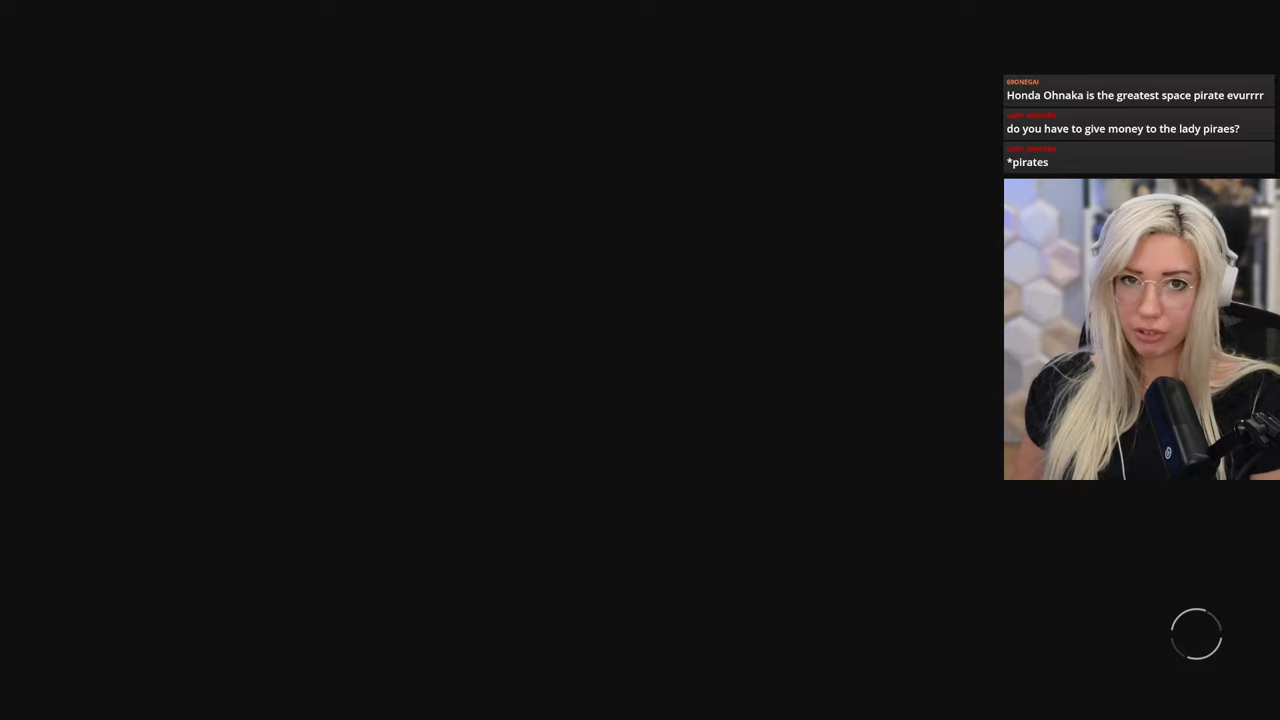 69ONEGAI
Honda Ohnaka is the greatest space pirate evurrrr
do you have to give money to the lady piraes?
*pirates